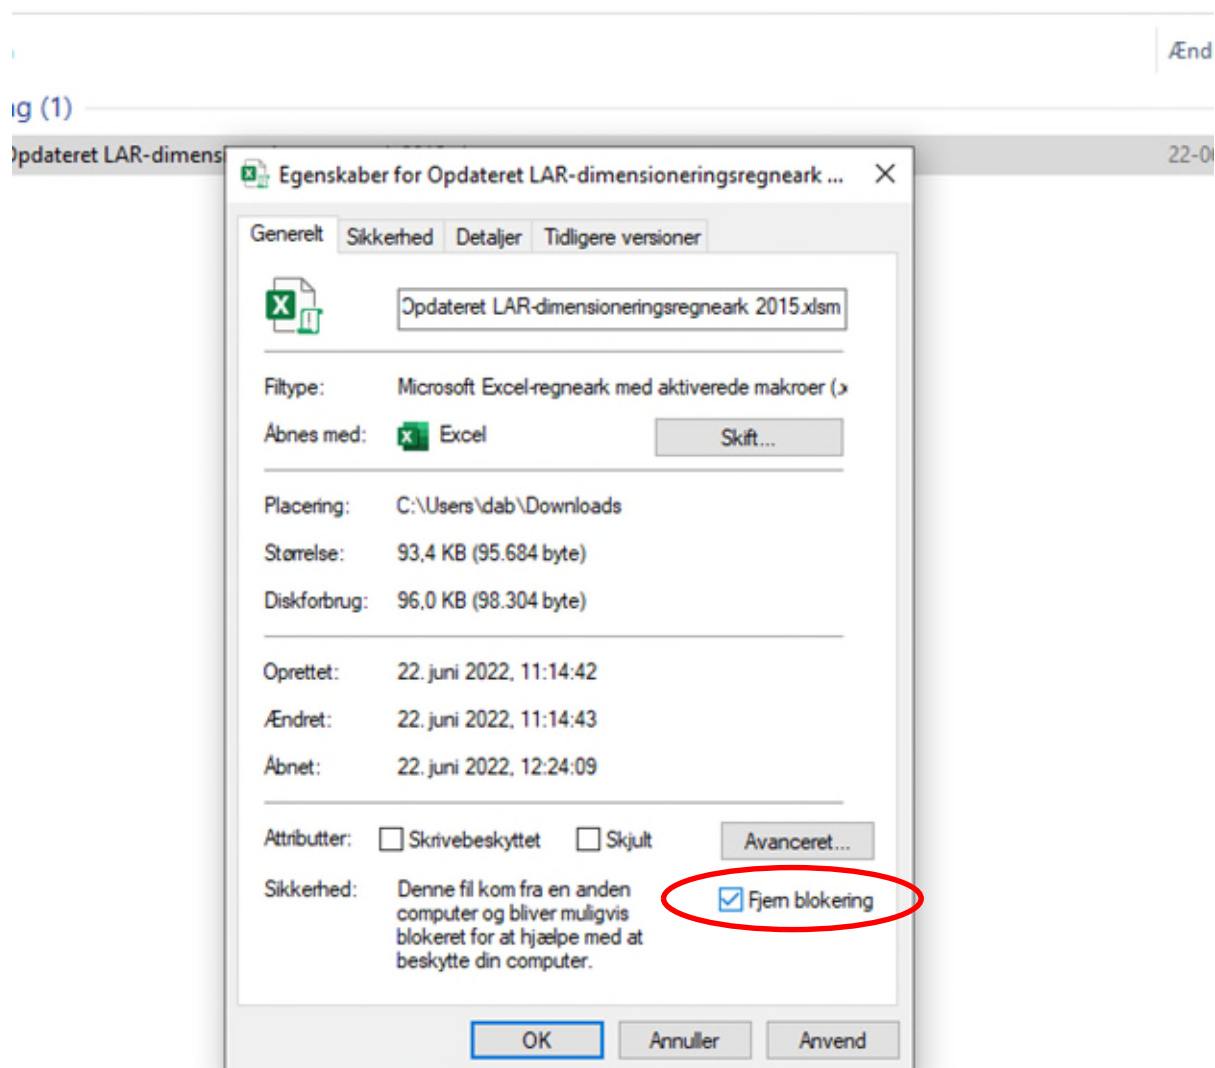 Ænd
(1)
LAR-dimens
22-0
Egenskaber for Opdateret LAR-dimensioneringsregneark ...
Generelt Sikkerhed Detaljer Tidligere versioner
Opdateret LAR-dimensioneringsregneark 2015.xlsm
Filtype: Microsoft Excel-regneark med aktiverede makroer (.x
Åbnes med: Excel Skift...
Placering: C:\Users\dab\Downloads
Størrelse: 93,4 KB (95.684 byte)
Diskforbrug: 96,0 KB (98.304 byte)
Oprettet: 22. juni 2022, 11:14:42
Ændret: 22. juni 2022, 11:14:43
Åbnet: 22. juni 2022, 12:24:09
Attributter: Skrivebeskyttet Skjult Avanceret...
Sikkerhed: Denne fil kom fra en anden
computer og bliver muligvis
blokeret for at hjælpe med at
beskytte din computer.
Fjern blokering
OK Annuller Anvend